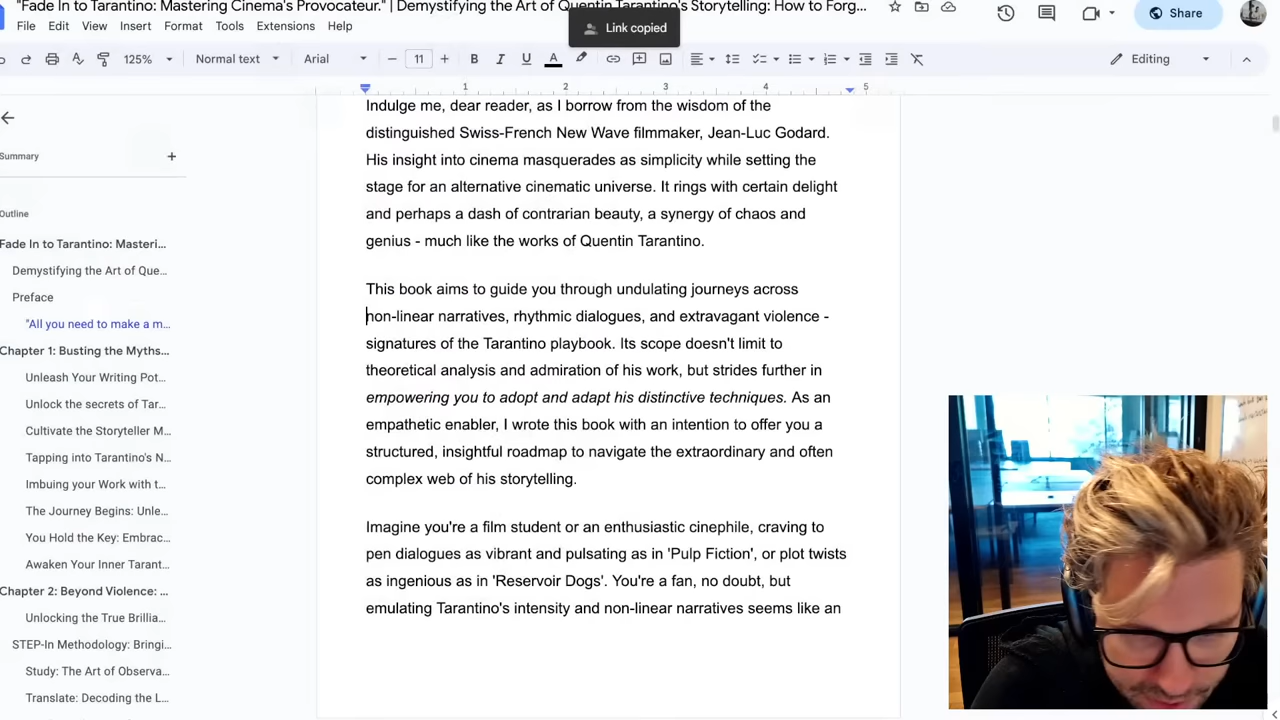 "Fade In to Tarantino: Mastering Cinema's Provocateur." | Demystifying the Art of Quentin Tarantino's Storytelling: How to Forg...
Link copied
Share
File Edit View Insert Format Tools Extensions Help
125% Normal text Arial 11 Editing
1 2 3 4 5
Summary
Outline
Fade In to Tarantino: Masteri...
Demystifying the Art of Que...
Preface
"All you need to make a m...
Chapter 1: Busting the Myths...
Unleash Your Writing Pot...
Unlock the secrets of Tar...
Cultivate the Storyteller M...
Tapping into Tarantino's N...
Imbuing your Work with t...
The Journey Begins: Unle...
You Hold the Key: Embrac...
Awaken Your Inner Tarant...
Chapter 2: Beyond Violence: ...
Unlocking the True Brillia...
STEP-In Methodology: Bringi...
Study: The Art of Observa...
Translate: Decoding the L...
Indulge me, dear reader, as I borrow from the wisdom of the
distinguished Swiss-French New Wave filmmaker, Jean-Luc Godard.
His insight into cinema masquerades as simplicity while setting the
stage for an alternative cinematic universe. It rings with certain delight
and perhaps a dash of contrarian beauty, a synergy of chaos and
genius - much like the works of Quentin Tarantino.
This book aims to guide you through undulating journeys across
non-linear narratives, rhythmic dialogues, and extravagant violence -
signatures of the Tarantino playbook. Its scope doesn't limit to
theoretical analysis and admiration of his work, but strides further in
empowering you to adopt and adapt his distinctive techniques. As an
empathetic enabler, I wrote this book with an intention to offer you a
structured, insightful roadmap to navigate the extraordinary and often
complex web of his storytelling.
Imagine you're a film student or an enthusiastic cinephile, craving to
pen dialogues as vibrant and pulsating as in 'Pulp Fiction', or plot twists
as ingenious as in 'Reservoir Dogs'. You're a fan, no doubt, but
emulating Tarantino's intensity and non-linear narratives seems like an